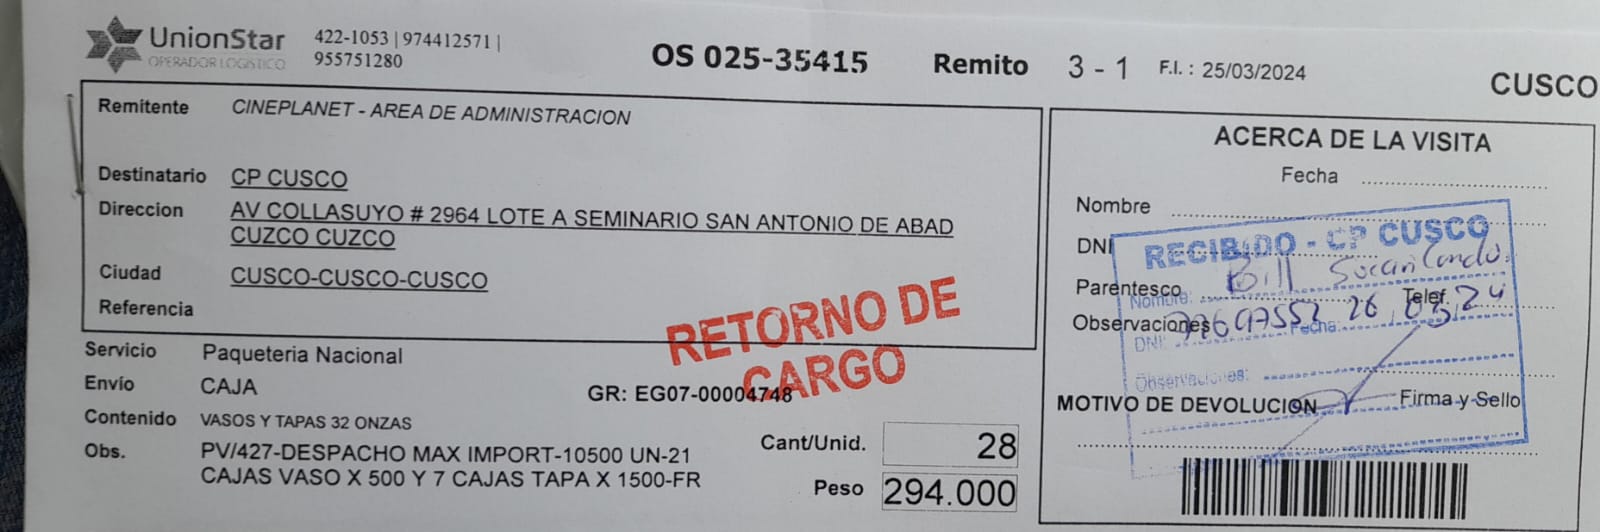 UnionStar
OPERADOR LOGISTICO
422-1053 | 974412571 |
955751280
OS 025-35415
Remito 3 - 1
F.I. : 25/03/2024
CUSCO
Remitente CINEPLANET - AREA DE ADMINISTRACION
Destinatario CP CUSCO
Direccion AV COLLASUYO # 2964 LOTE A SEMINARIO SAN ANTONIO DE ABAD
CUZCO CUZCO
Ciudad CUSCO-CUSCO-CUSCO
Referencia
RETORNO DE
CARGO
Servicio Paqueteria Nacional
Envío CAJA
GR: EG07-00004748
Contenido VASOS Y TAPAS 32 ONZAS
Obs. PV/427-DESPACHO MAX IMPORT-10500 UN-21
CAJAS VASO X 500 Y 7 CAJAS TAPA X 1500-FR
Cant/Unid. 28
Peso 294.000
ACERCA DE LA VISITA
Fecha
Nombre
DNI
Parentesco
Telef.
Observaciones
MOTIVO DE DEVOLUCION
Firma y Sello
RECIBIDO - CP CUSCO
Nombre: Bill
DNI: Fecha: 26.03.24
Observaciones: